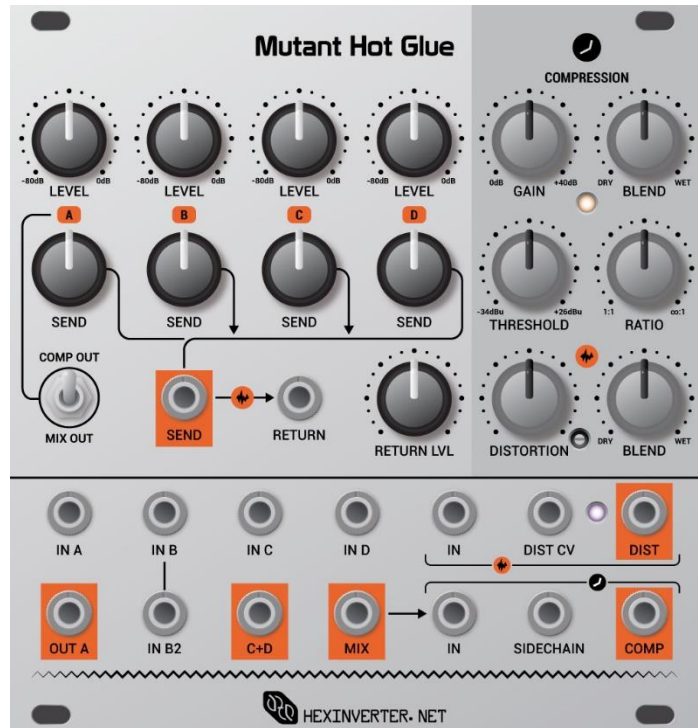 Mutant Hot Glue
COMPRESSION
-80dB 0dB -80dB 0dB -80dB 0dB -80dB 0dB 0dB +40dB DRY WET
LEVEL LEVEL LEVEL LEVEL GAIN BLEND
A B C D
SEND SEND SEND SEND
-34dBu +26dBu 1:1 ∞:1
THRESHOLD RATIO
COMP OUT
MIX OUT
SEND RETURN RETURN LVL
DISTORTION DRY BLEND WET
IN A IN B IN C IN D IN DIST CV DIST
OUT A IN B2 C+D MIX IN SIDECHAIN COMP
HEXINVERTER.NET